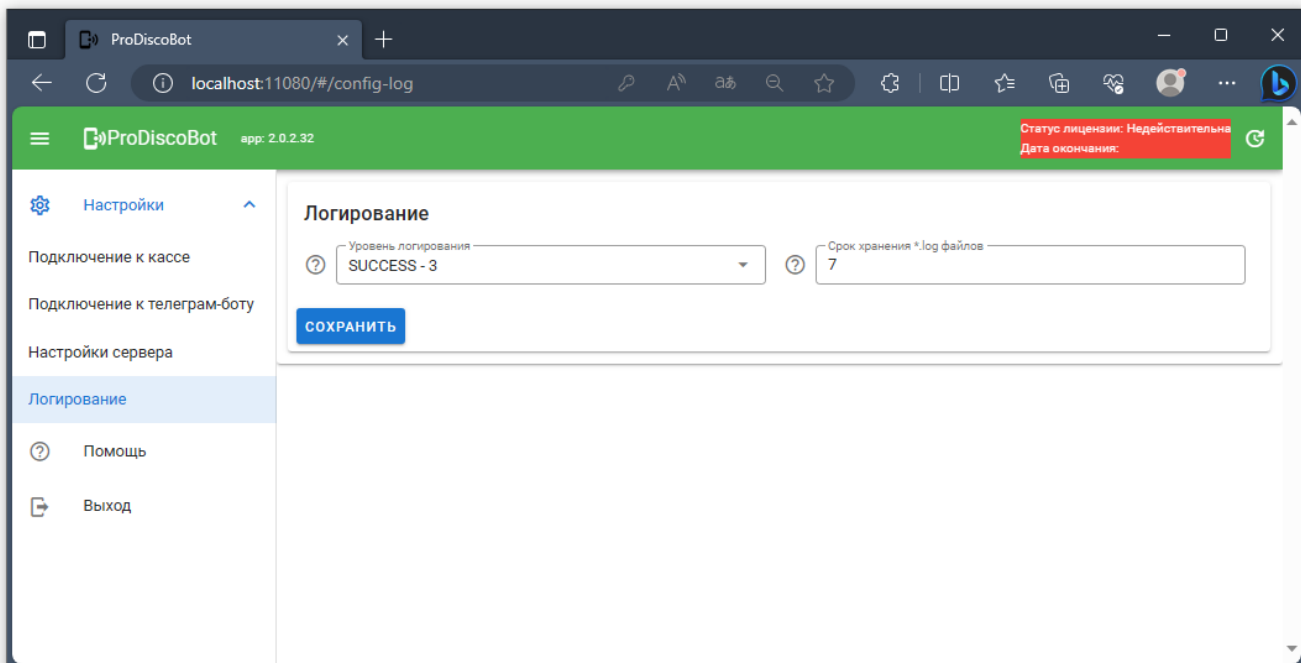 ProDiscoBot
localhost:11080/#/config-log
ProDiscoBot app: 2.0.2.32
Статус лицензии: Недействительна
Дата окончания:
Настройки
Подключение к кассе
Подключение к телеграм-боту
Настройки сервера
Логирование
Помощь
Выход
Логирование
Уровень логирования
SUCCESS - 3
Срок хранения *.log файлов
7
СОХРАНИТЬ